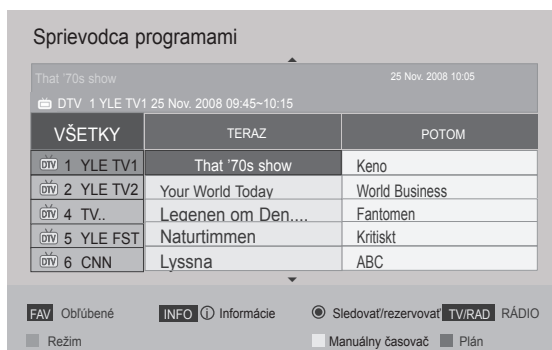 Sprievodca programami
That '70s show 25 Nov. 2008 10:05
DTV 1 YLE TV1 25 Nov. 2008 09:45~10:15
VŠETKY TERAZ POTOM
DTV 1 YLE TV1 That '70s show Keno
DTV 2 YLE TV2 Your World Today World Business
DTV 4 TV.. Legenen om Den.... Fantomen
DTV 5 YLE FST Naturtimmen Kritiskt
DTV 6 CNN Lyssna ABC
FAV Obľúbené INFO ⓘ Informácie ◉ Sledovať/rezervovať TV/RAD RÁDIO
Režim Manuálny časovač Plán